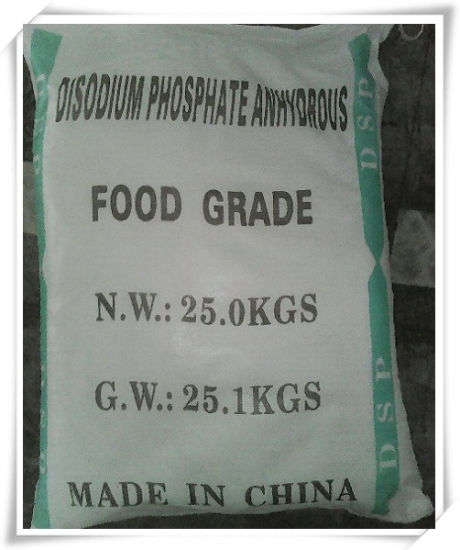 DISODIUM PHOSPHATE ANHYDROUS
FOOD GRADE
N.W.: 25.0KGS
G.W.: 25.1KGS
MADE IN CHINA
DSP
DSP